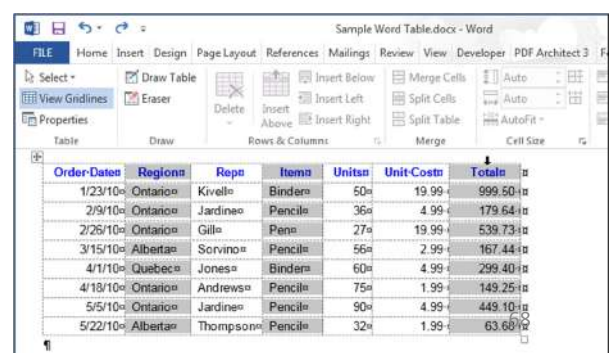 Sample Word Table.docx - Word
FILE Home Insert Design Page Layout References Mailings Review View Developer PDF Architect 3
Select Draw Table Insert Below Merge Cells Auto
View Gridlines Eraser Delete Insert Above Insert Left Split Cells Auto
Properties Insert Right Split Table AutoFit
Table Draw Rows & Columns Merge Cell Size
Order·Date¤ Region¤ Rep¤ Item¤ Units¤ Unit·Cost¤ Total¤ ¤
1/23/10¤ Ontario¤ Kivell¤ Binder¤ 50¤ 19.99 999.50 ¤
2/9/10¤ Ontario¤ Jardine¤ Pencil¤ 36¤ 4.99 179.64 ¤
2/26/10¤ Ontario¤ Gill¤ Pen¤ 27¤ 19.99 539.73 ¤
3/15/10¤ Alberta¤ Sorvino¤ Pencil¤ 56¤ 2.99 167.44 ¤
4/1/10¤ Quebec¤ Jones¤ Binder¤ 60¤ 4.99 299.40 ¤
4/18/10¤ Ontario¤ Andrews¤ Pencil¤ 75¤ 1.99 149.25 ¤
5/5/10¤ Ontario¤ Jardine¤ Pencil¤ 90¤ 4.99 449.10 ¤
5/22/10¤ Alberta¤ Thompson¤ Pencil¤ 32¤ 1.99 63.68 ¤
68
¶